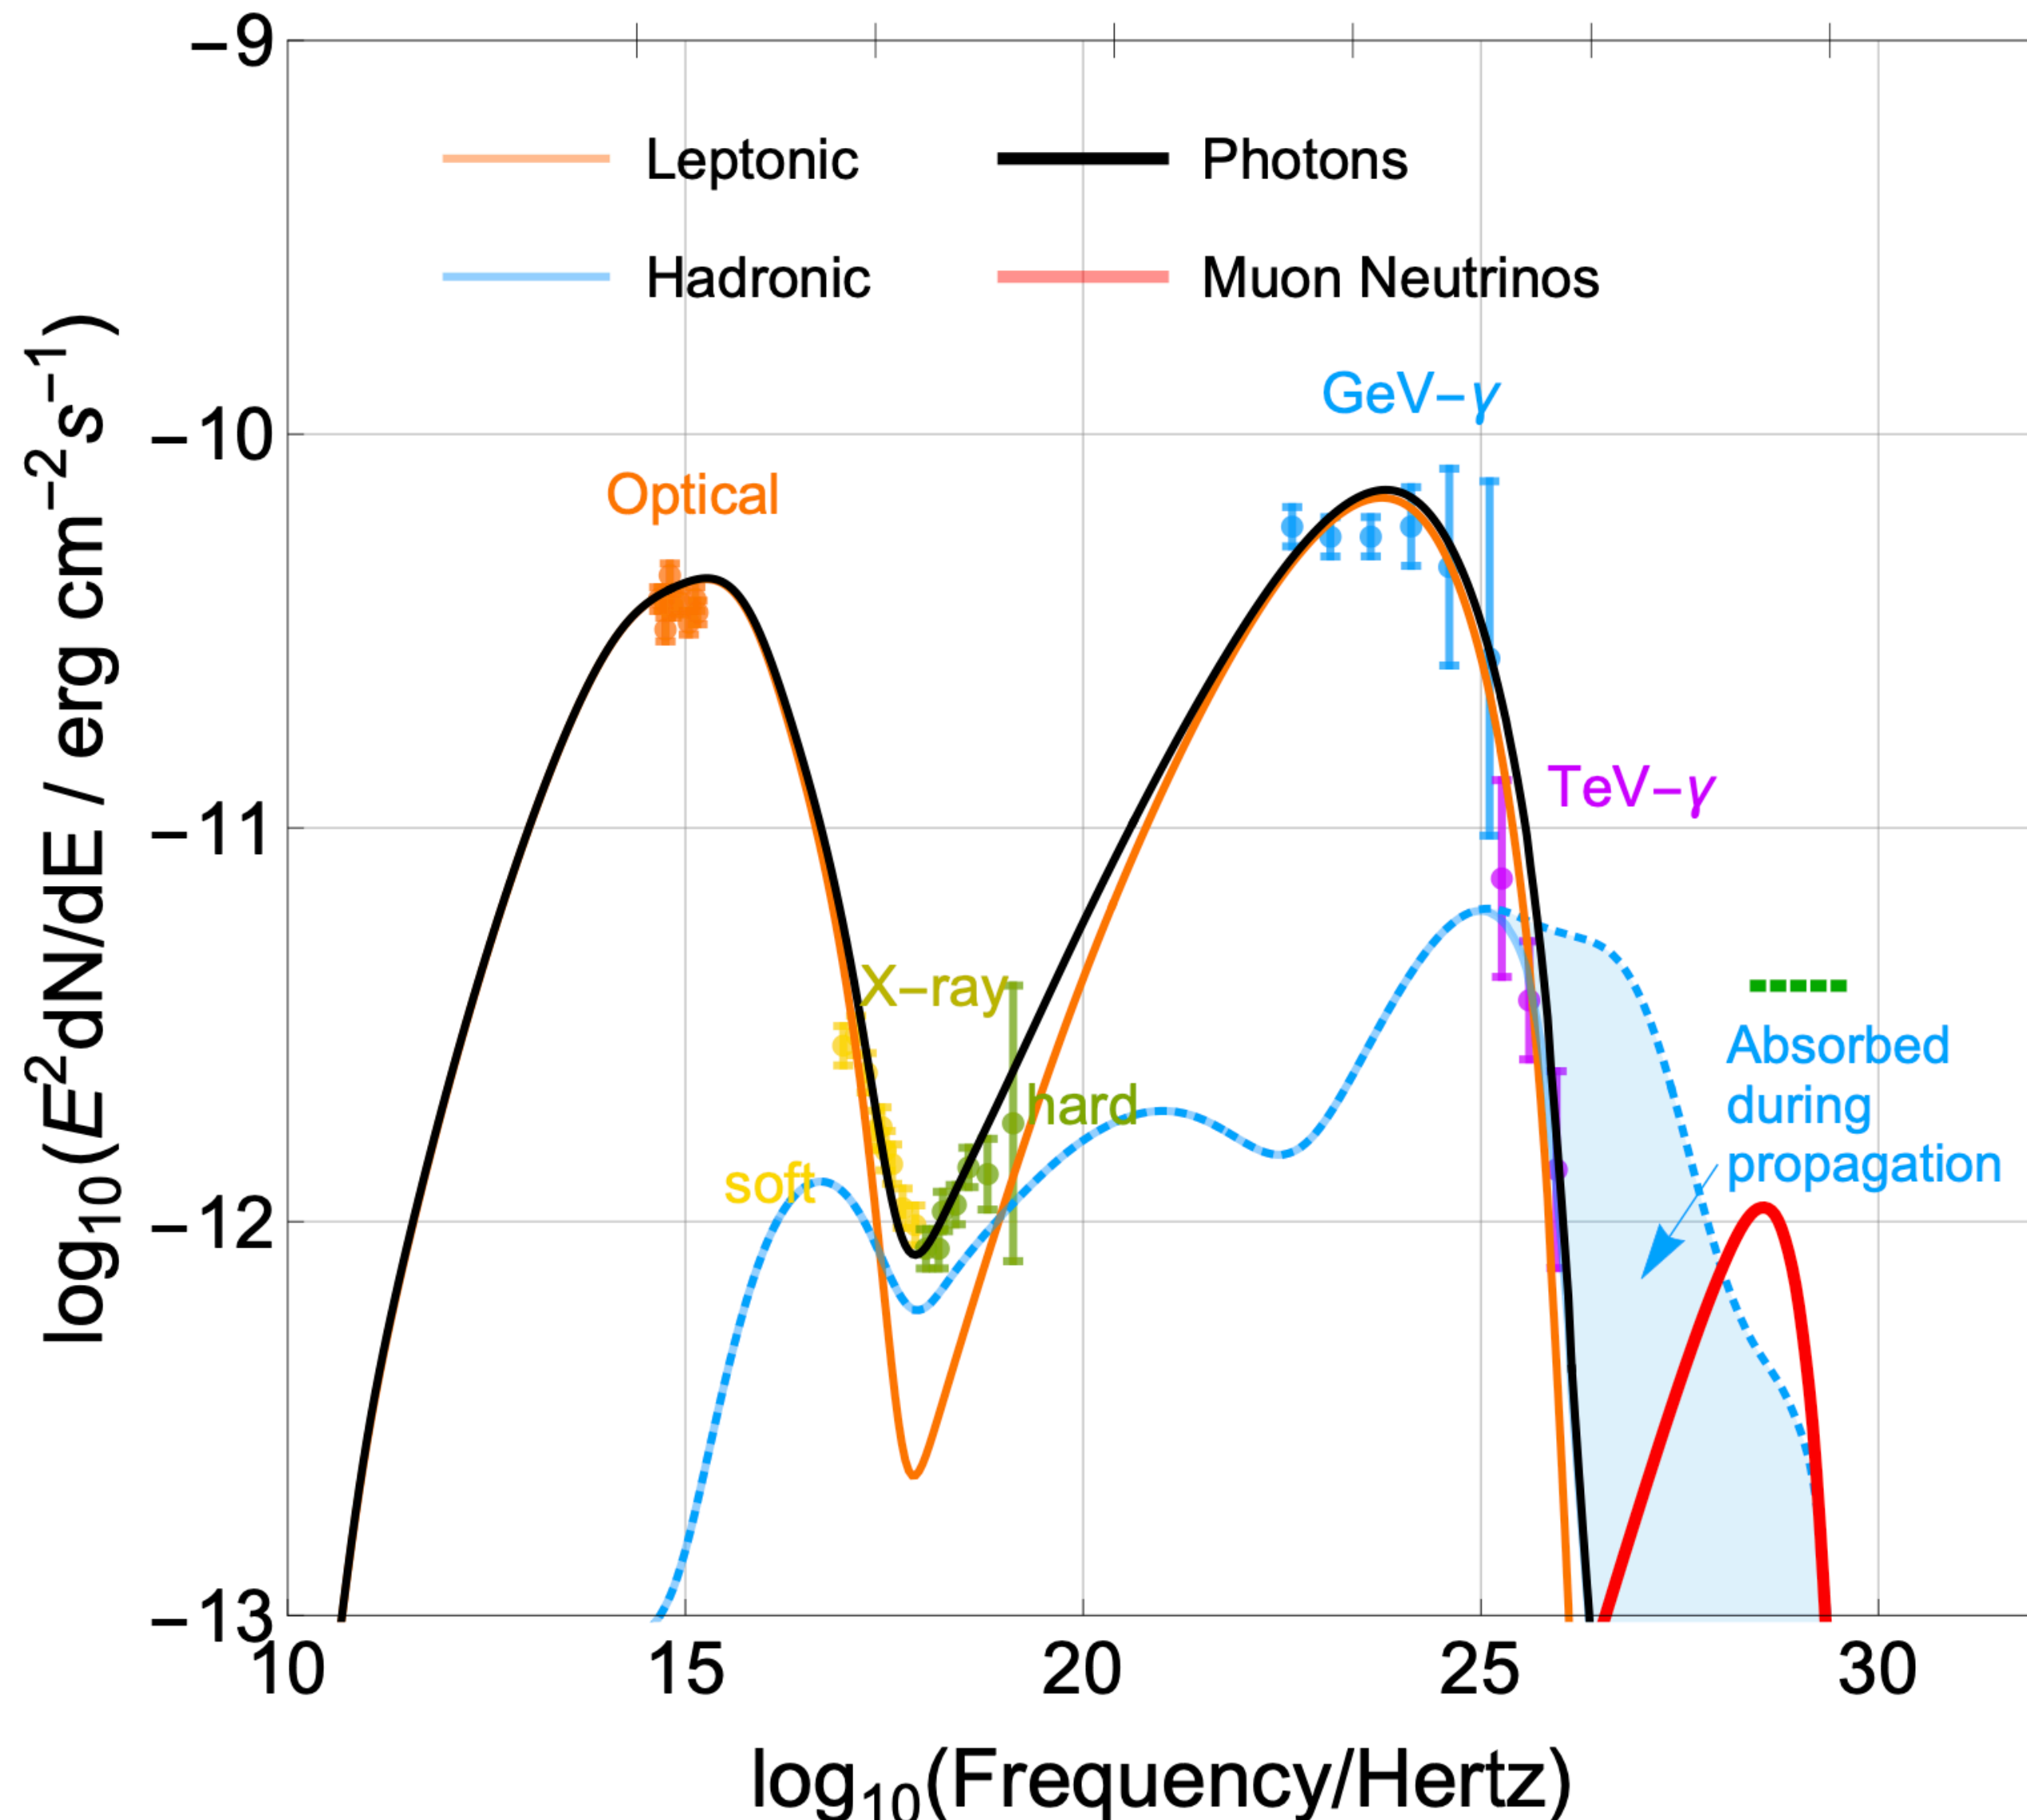 −9
Leptonic
Photons
Hadronic
Muon Neutrinos
GeV−γ
−10
Optical
TeV−γ
−11
X−ray
Absorbed
during
propagation
hard
soft
−12
−13
10
15
20
25
30
log₁₀(E²dN/dE / erg cm⁻²s⁻¹)
log₁₀(Frequency/Hertz)